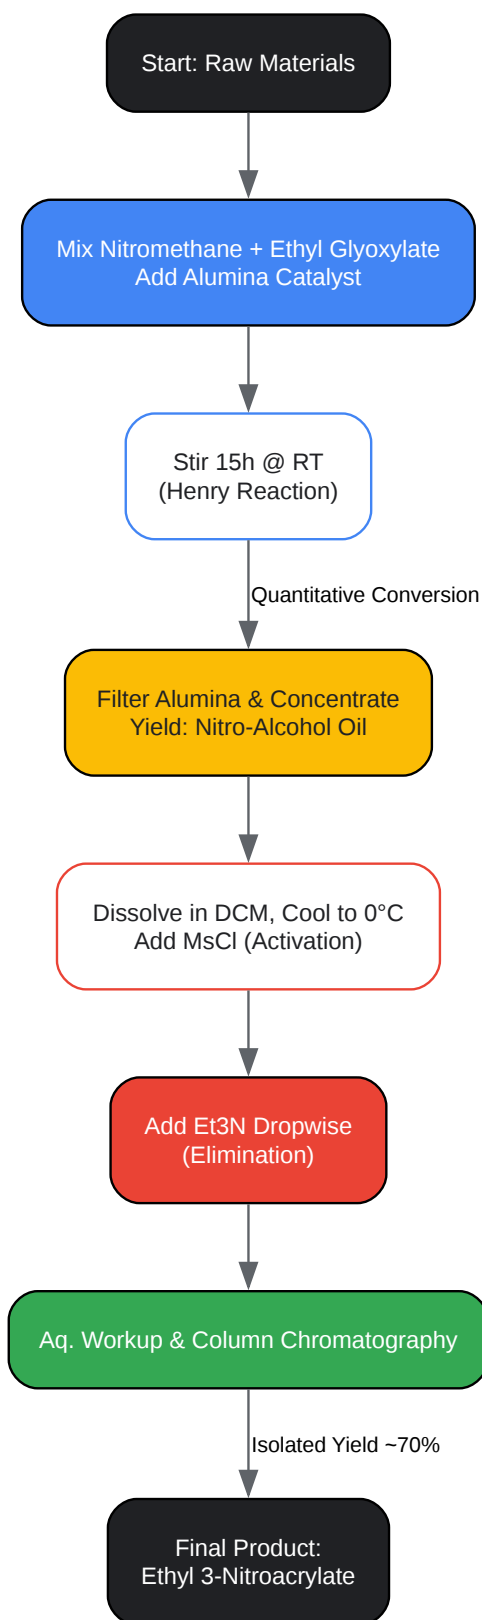 Start: Raw Materials
Mix Nitromethane + Ethyl Glyoxylate
Add Alumina Catalyst
Stir 15h @ RT
(Henry Reaction)
Quantitative Conversion
Filter Alumina & Concentrate
Yield: Nitro-Alcohol Oil
Dissolve in DCM, Cool to 0°C
Add MsCl (Activation)
Add Et3N Dropwise
(Elimination)
Aq. Workup & Column Chromatography
Isolated Yield ~70%
Final Product:
Ethyl 3-Nitroacrylate